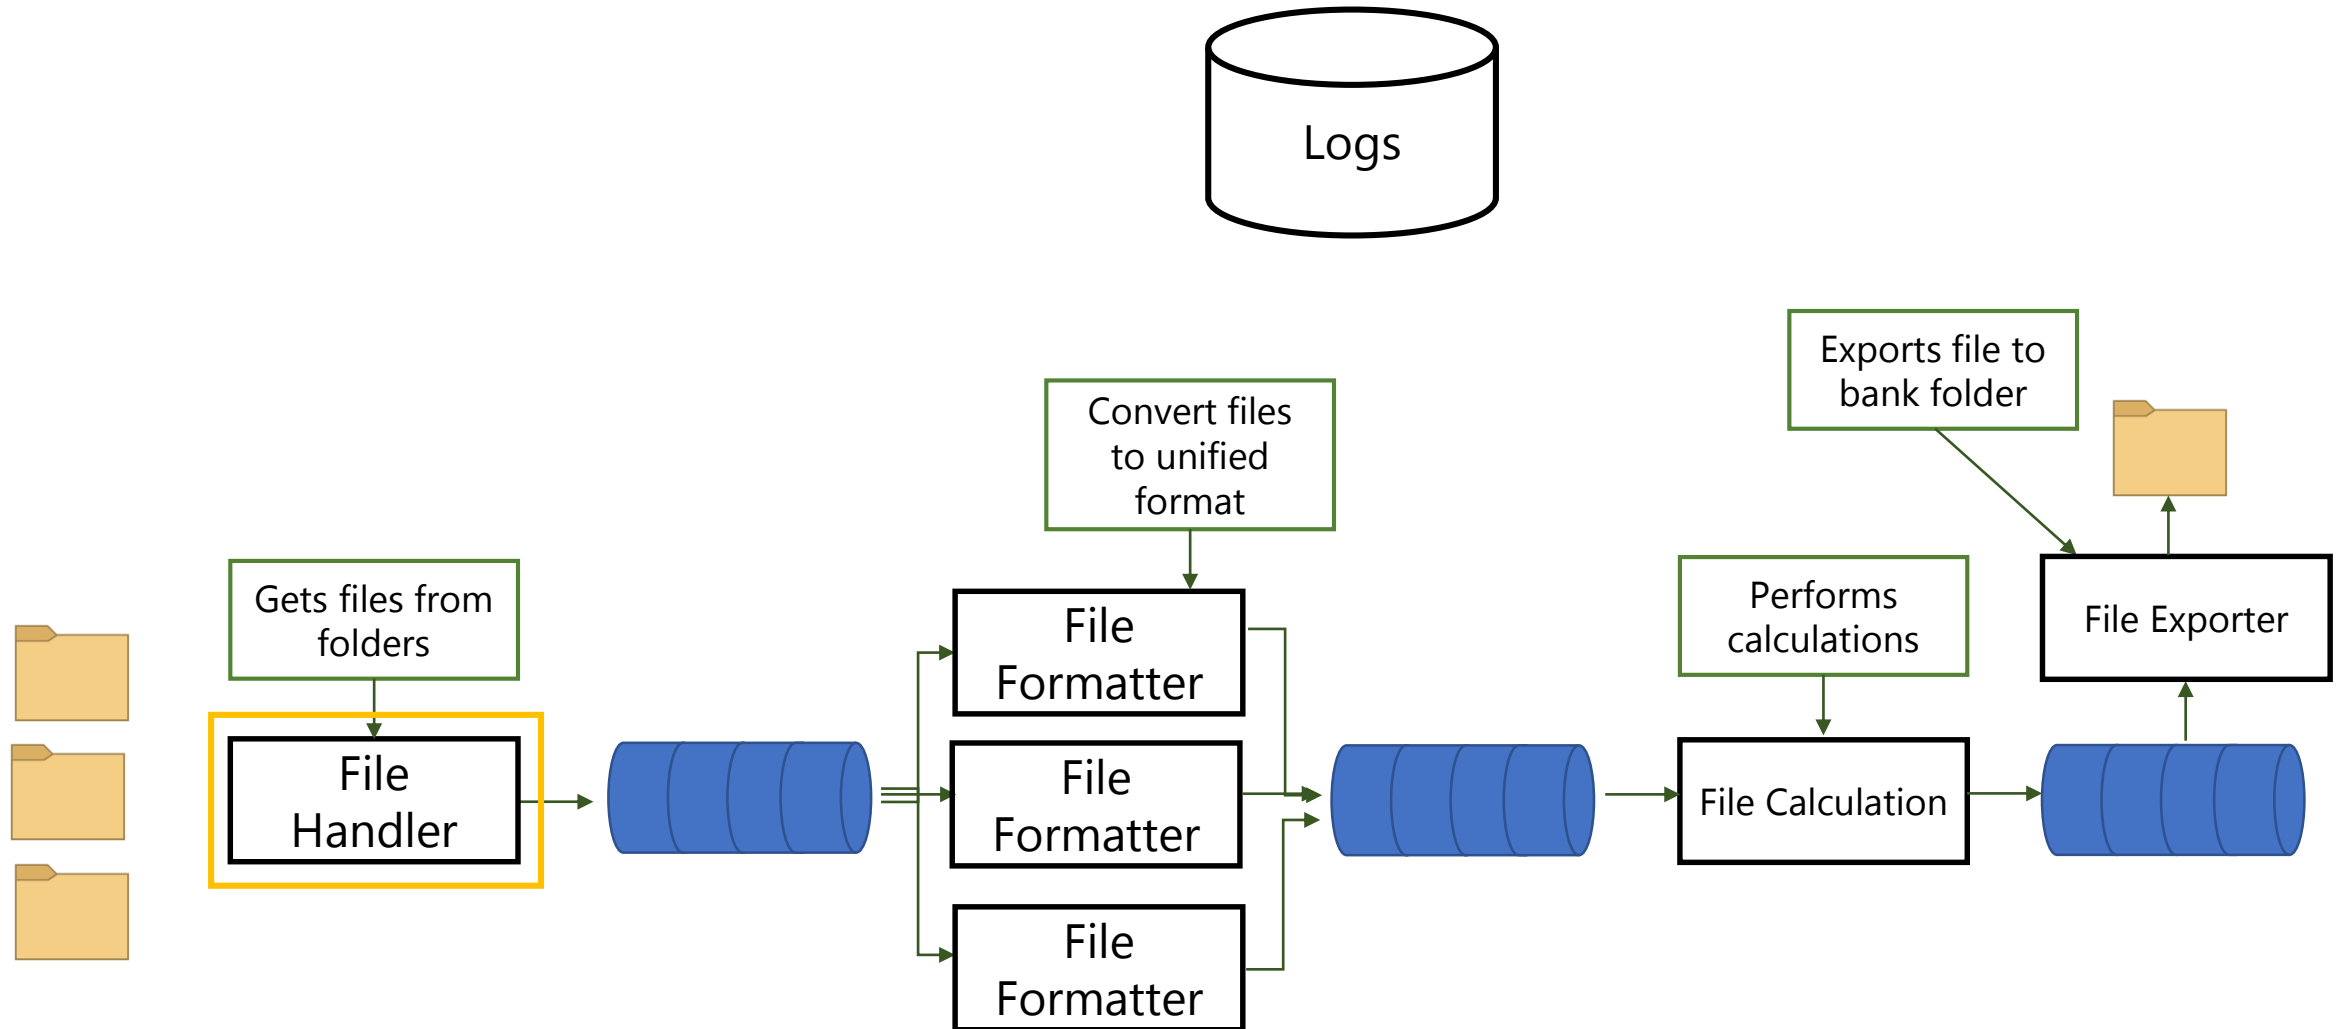 Logs
Exports file to
bank folder
Convert files
to unified
format
Gets files from
folders
Performs
calculations
File Exporter
File
Formatter
File
Handler
File
Formatter
File Calculation
File
Formatter